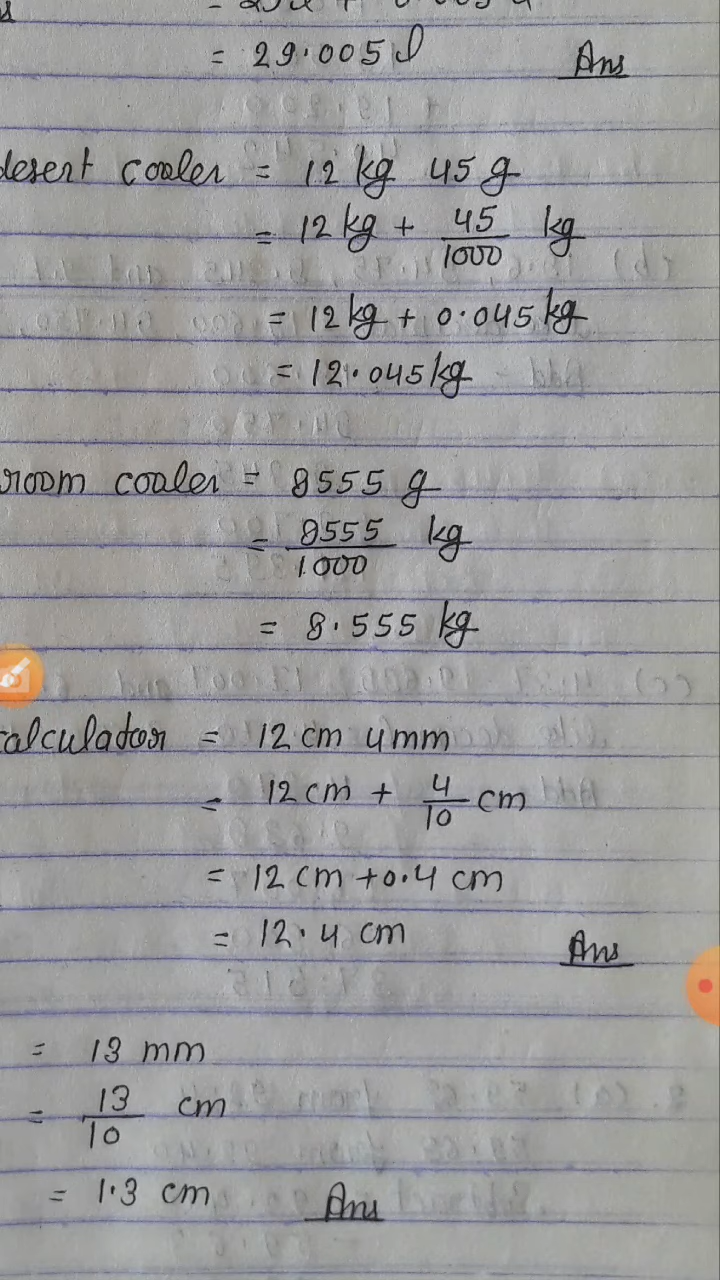 = 29.005 l Ans
desert cooler = 12 kg 45 g
= 12 kg + 45/1000 kg
= 12 kg + 0.045 kg
= 12.045 kg
room cooler = 8555 g
= 8555/1000 kg
= 8.555 kg
calculator = 12 cm 4mm
= 12 cm + 4/10 cm
= 12 cm + 0.4 cm
= 12.4 cm Ans
= 13 mm
= 13/10 cm
= 1.3 cm Ans